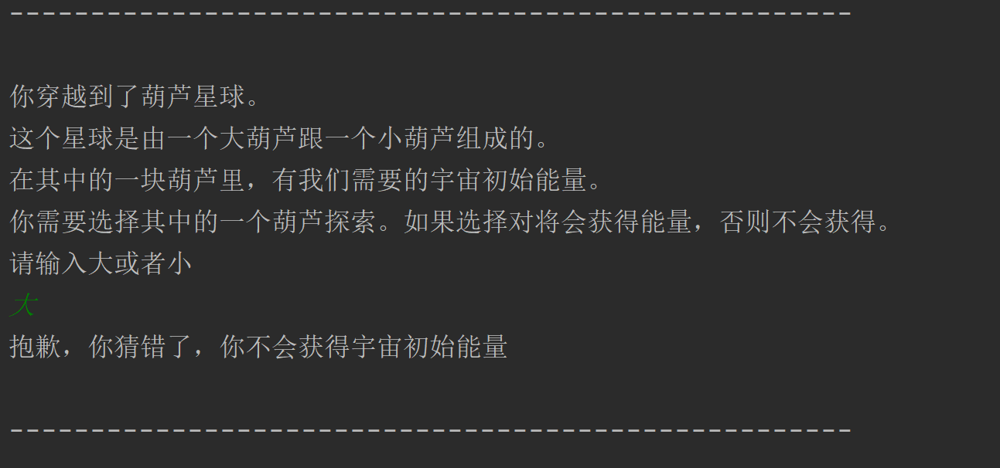 ----------------------------------------------------
你穿越到了葫芦星球。
这个星球是由一个大葫芦跟一个小葫芦组成的。
在其中的一块葫芦里，有我们需要的宇宙初始能量。
你需要选择其中的一个葫芦探索。如果选择对将会获得能量，否则不会获得。
请输入大或者小
大
抱歉，你猜错了，你不会获得宇宙初始能量
----------------------------------------------------